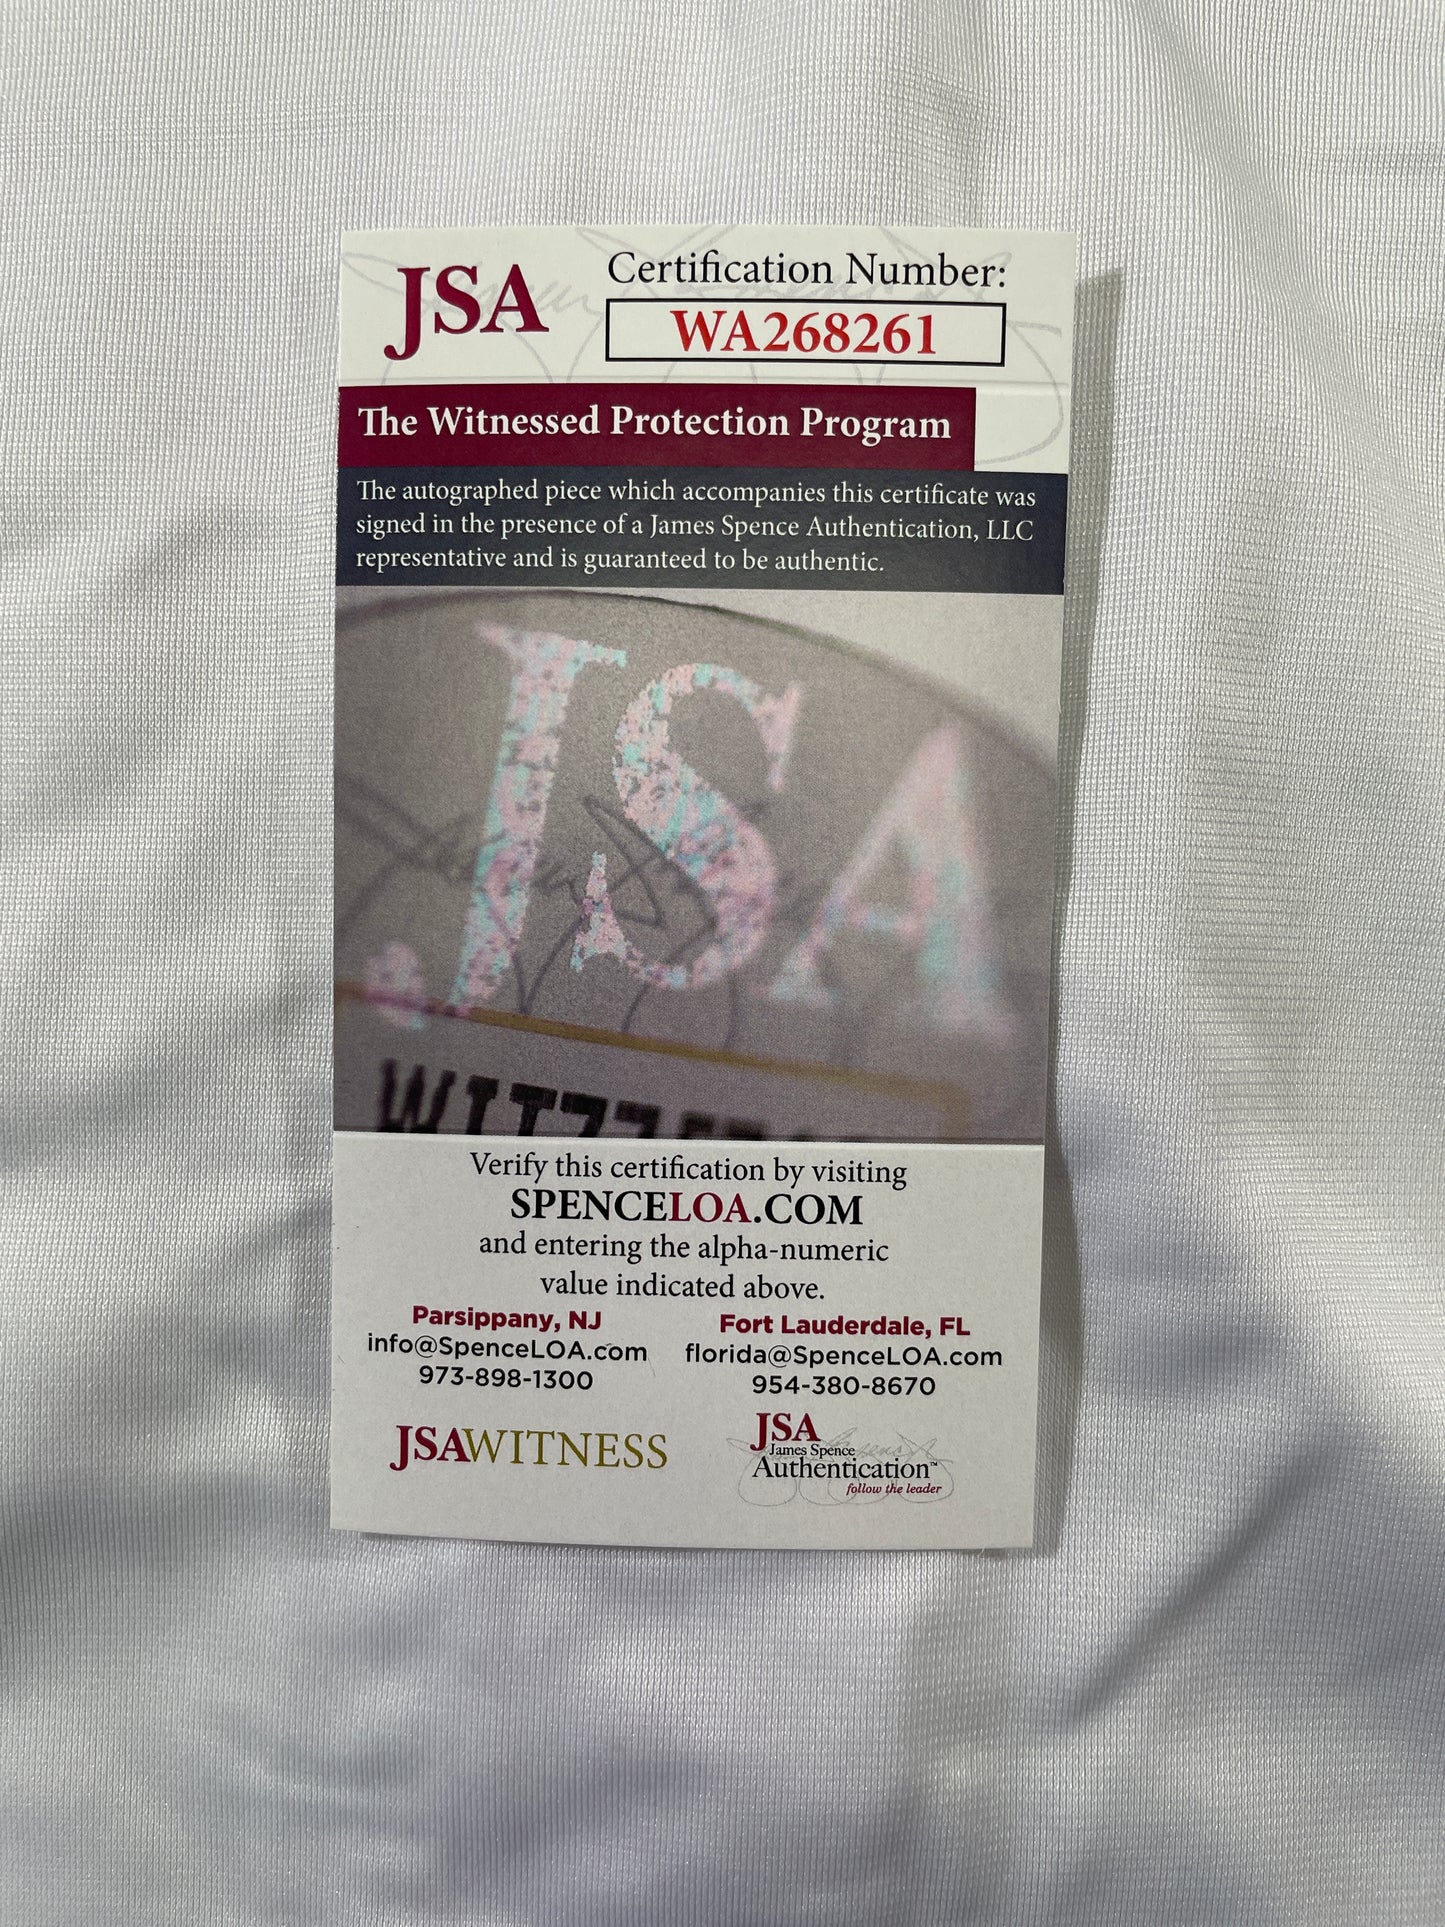 JSA
Certification Number:
WA268261
The Witnessed Protection Program
The autographed piece which accompanies this certificate was
signed in the presence of a James Spence Authentication, LLC
representative and is guaranteed to be authentic.
JSA
Verify this certification by visiting
SPENCELOA.COM
and entering the alpha-numeric
value indicated above.
Parsippany, NJ
info@SpenceLOA.com
973-898-1300
Fort Lauderdale, FL
florida@SpenceLOA.com
954-380-8670
JSAWITNESS
JSA
James Spence
Authentication™
follow the leader